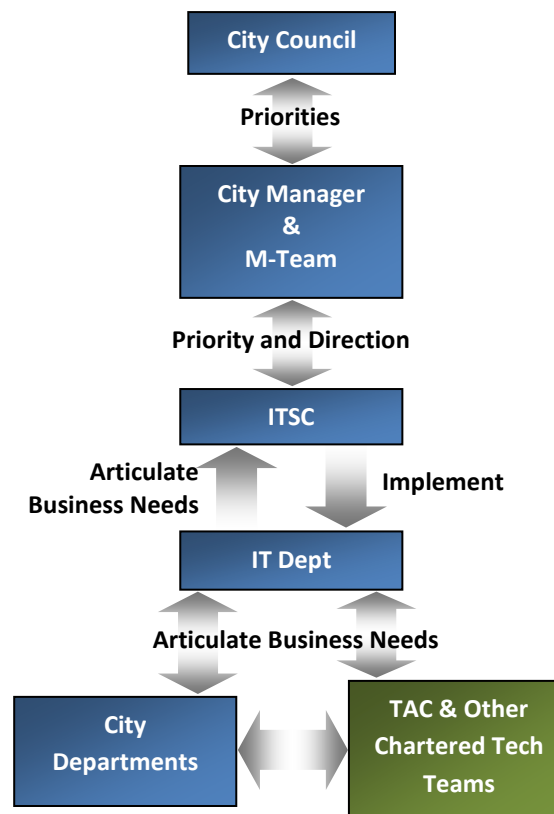 City Council
Priorities
City Manager
&
M-Team
Priority and Direction
ITSC
Articulate
Business Needs
Implement
IT Dept
Articulate Business Needs
City
Departments
TAC & Other
Chartered Tech
Teams